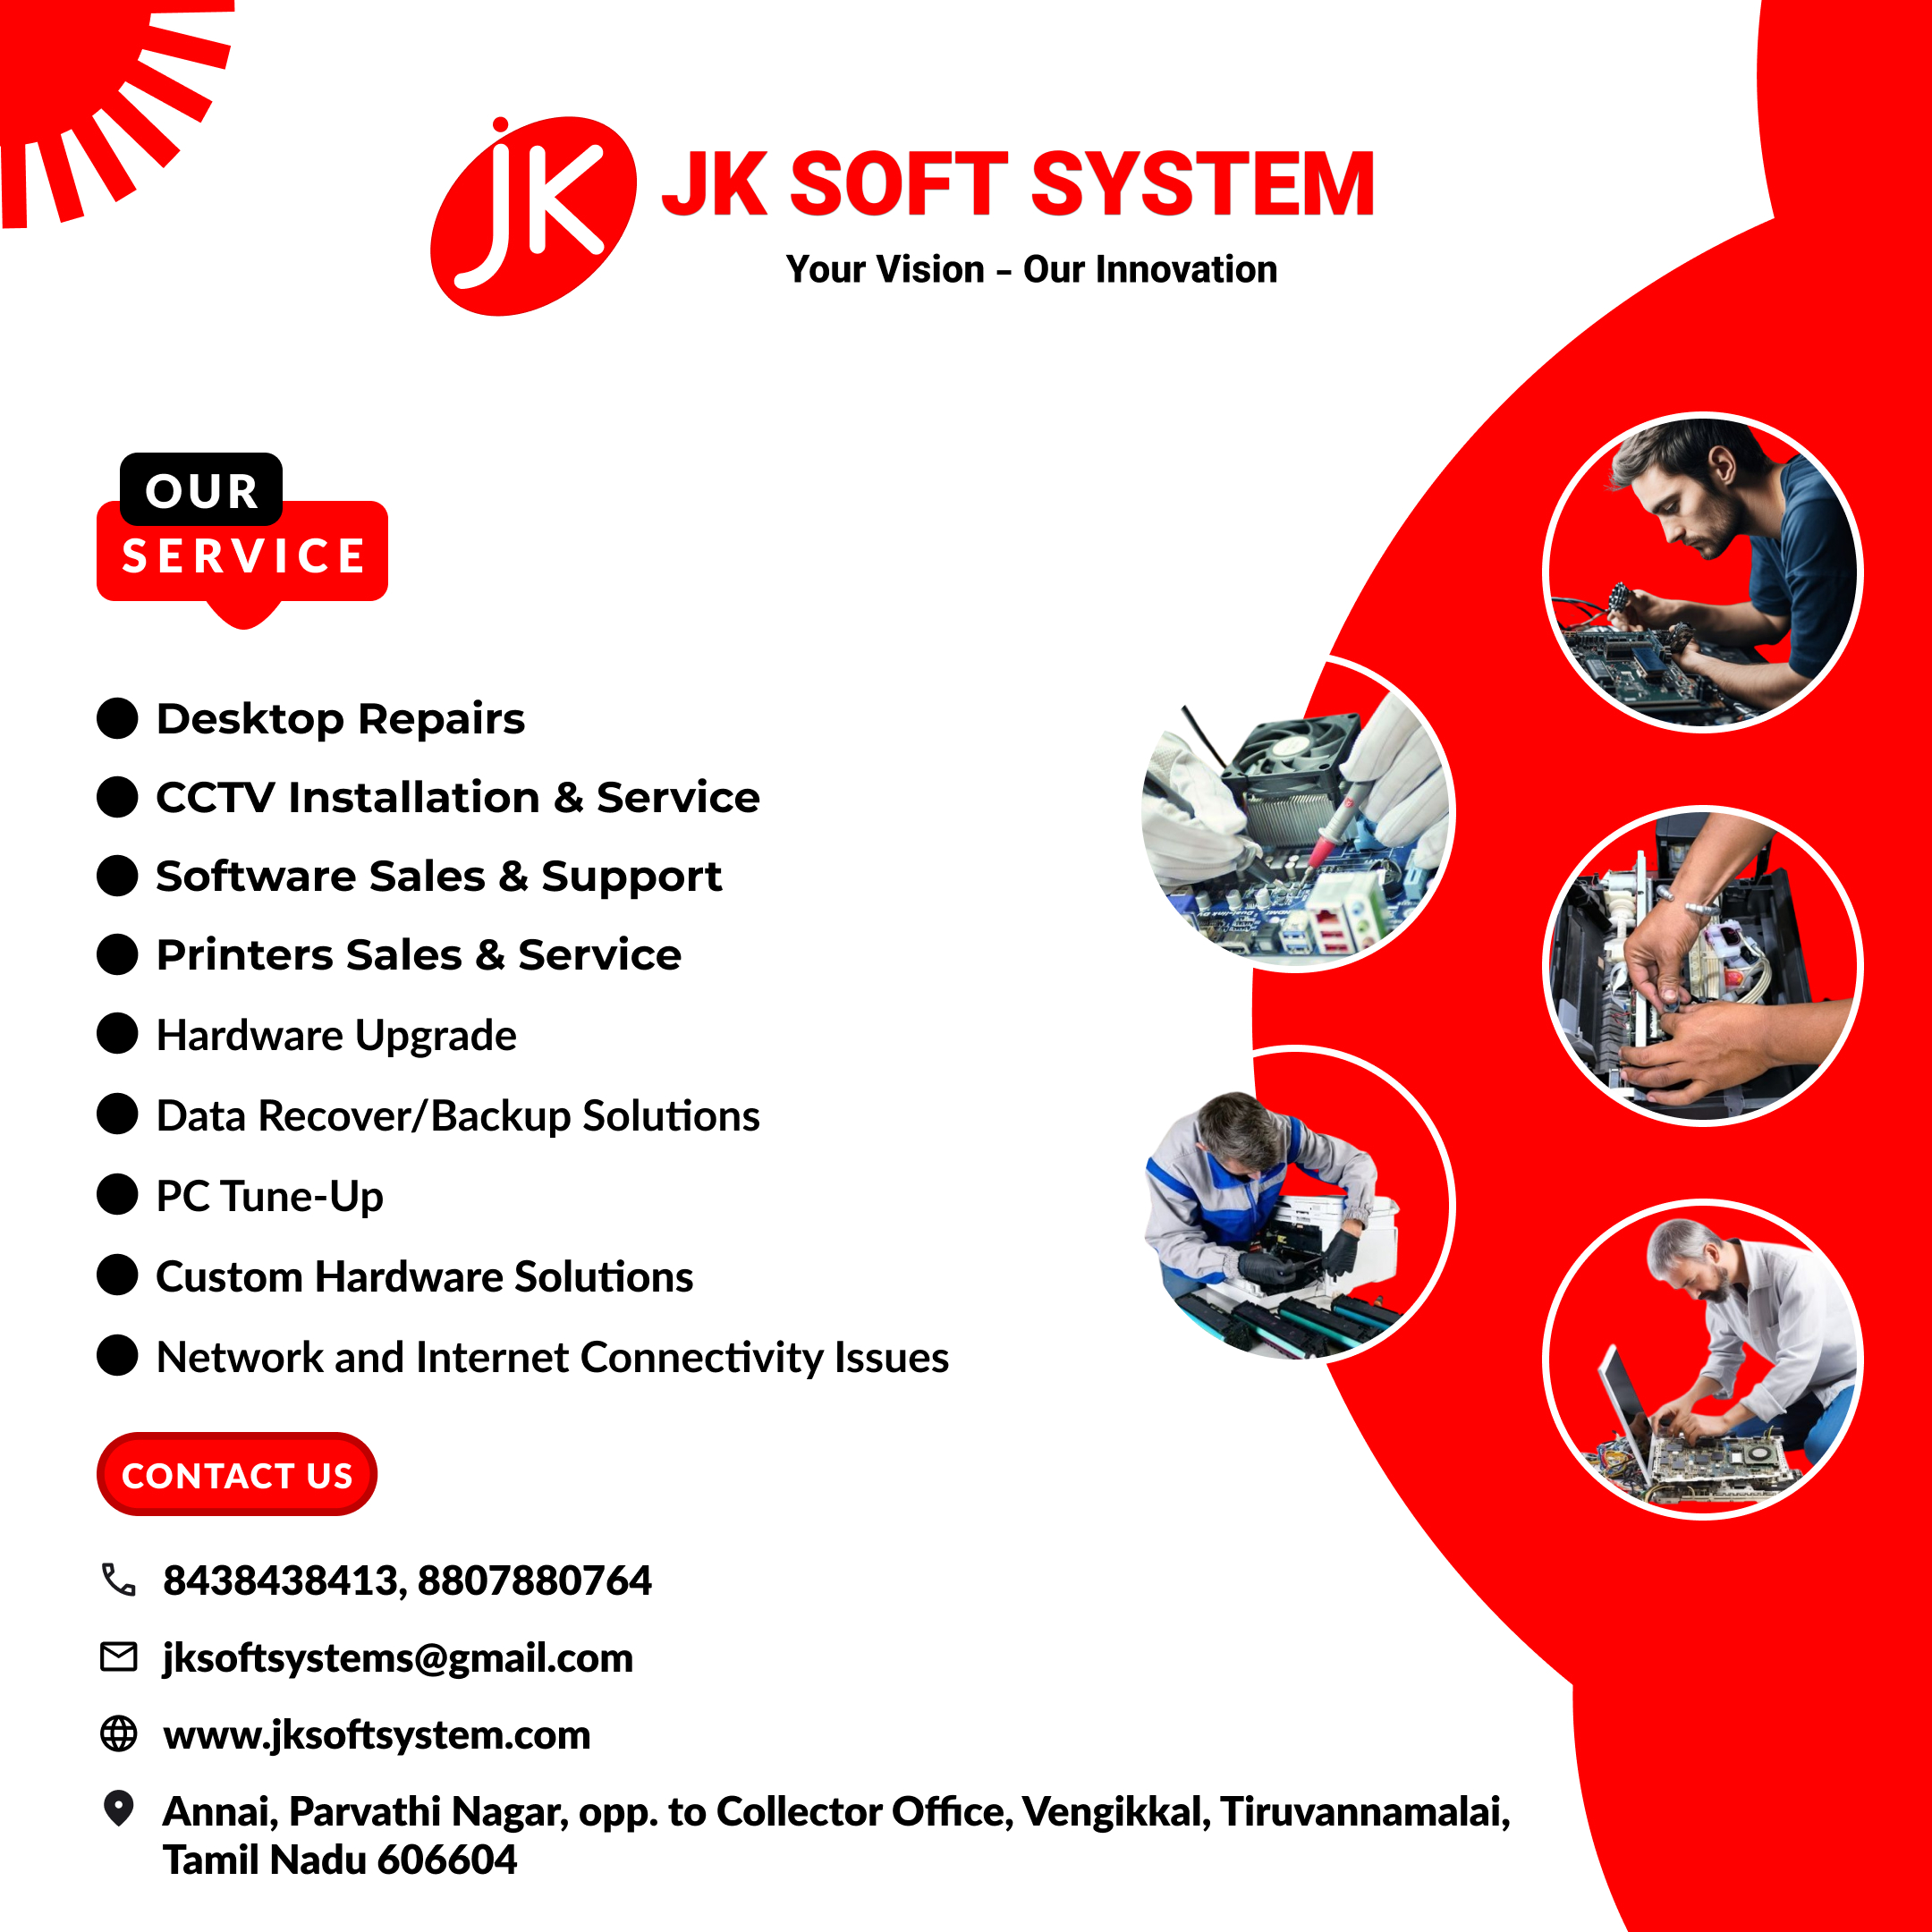 JK
JK SOFT SYSTEM
Your Vision - Our Innovation
OUR
SERVICE
Desktop Repairs
CCTV Installation & Service
Software Sales & Support
Printers Sales & Service
Hardware Upgrade
Data Recover/Backup Solutions
PC Tune-Up
Custom Hardware Solutions
Network and Internet Connectivity Issues
CONTACT US
8438438413, 8807880764
jksoftsystems@gmail.com
www.jksoftsystem.com
Annai, Parvathi Nagar, opp. to Collector Office, Vengikkal, Tiruvannamalai,
Tamil Nadu 606604